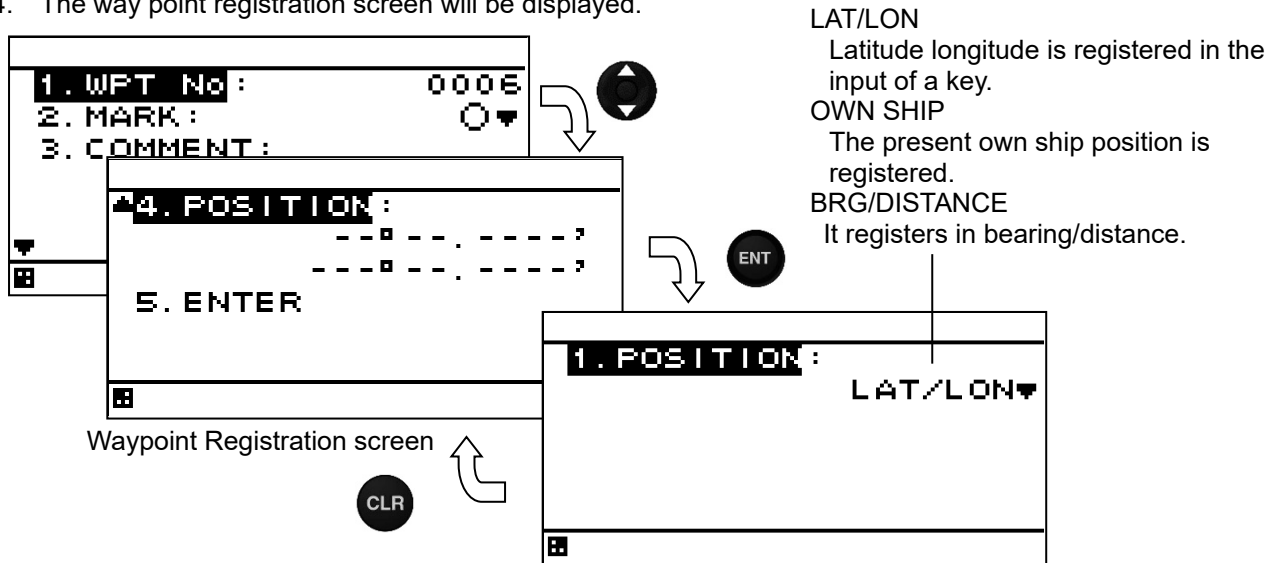 4. The way point registration screen will be displayed.
1.WPT No:
0006
2.MARK:
○▼
3.COMMENT:
4.POSITION:
--°--.----'
---°--.----'
5.ENTER
Waypoint Registration screen
CLR
ENT
LAT/LON
Latitude longitude is registered in the
input of a key.
OWN SHIP
The present own ship position is
registered.
BRG/DISTANCE
It registers in bearing/distance.
1.POSITION:
LAT/LON▼